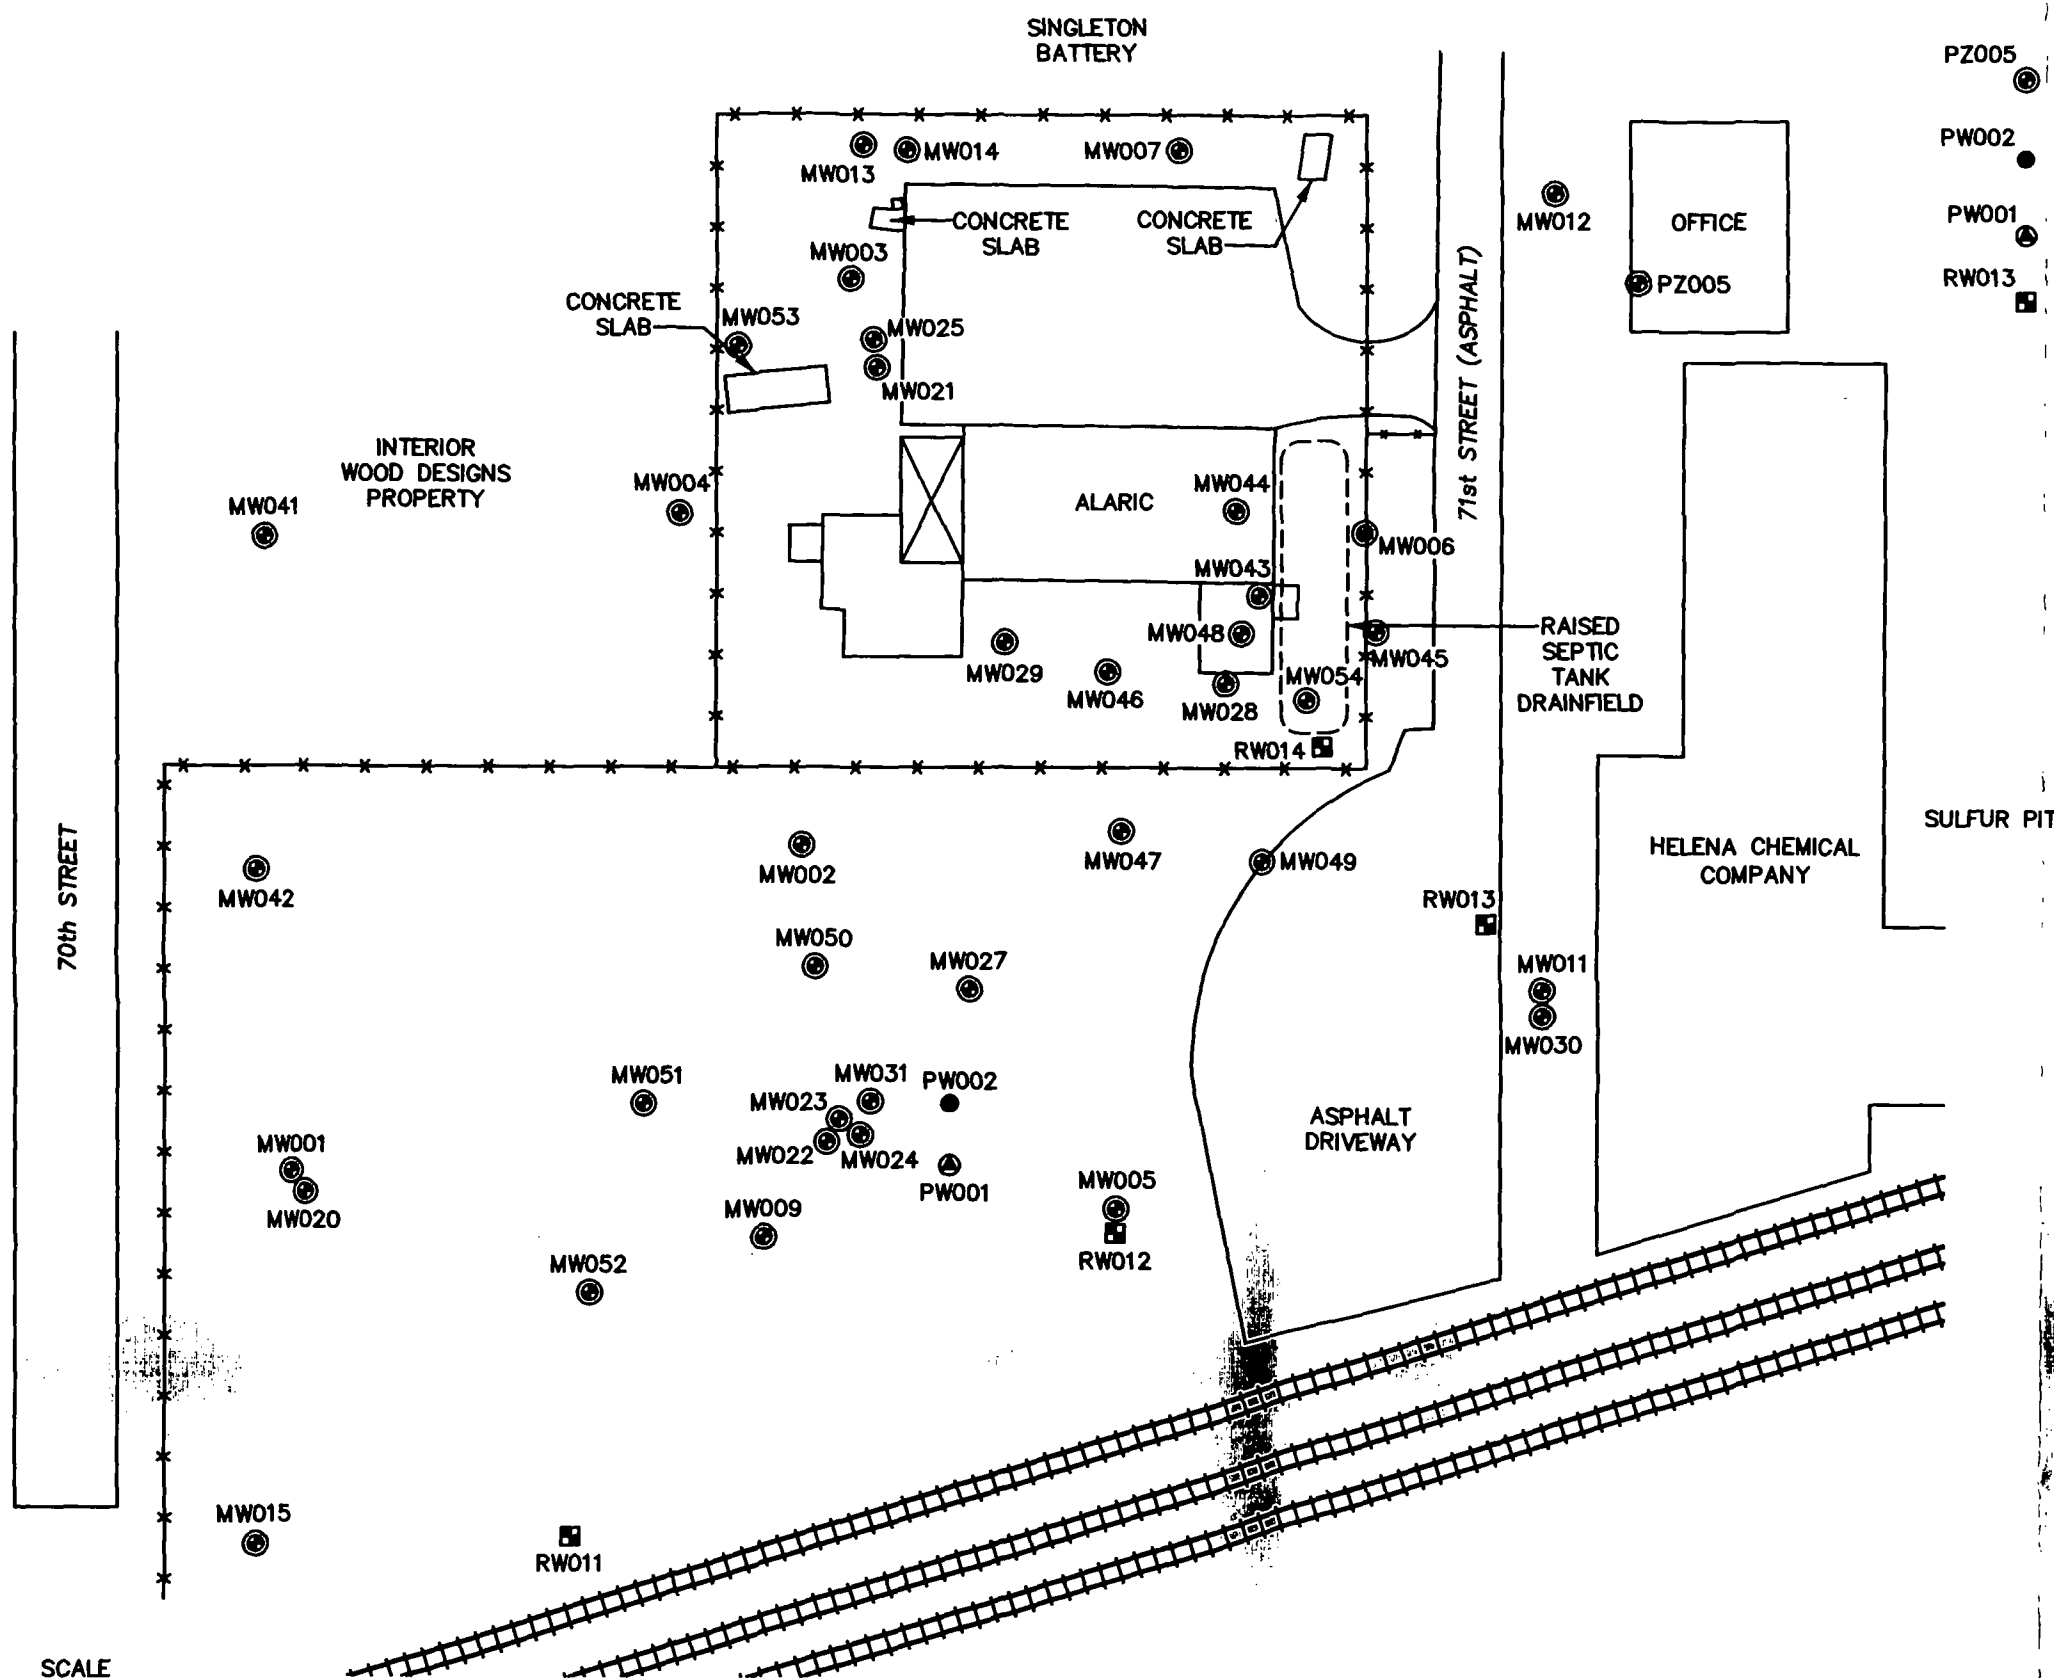 SINGLETON
BATTERY
PZ005
PW002
PW001
RW013
MW013
MW014
MW007
MW012
OFFICE
PZ005
CONCRETE
SLAB
CONCRETE
SLAB
MW003
CONCRETE
SLAB
MW053
MW025
MW021
71st STREET (ASPHALT)
INTERIOR
WOOD DESIGNS
PROPERTY
MW041
MW004
ALARIC
MW044
MW006
MW043
MW048
MW045
RAISED
SEPTIC
TANK
DRAINFIELD
MW029
MW046
MW028
MW054
RW014
70th STREET
MW042
MW002
MW047
MW049
HELENA CHEMICAL
COMPANY
SULFUR PIT
RW013
MW050
MW027
MW011
MW030
MW051
MW031
PW002
MW023
MW022
MW024
PW001
ASPHALT
DRIVEWAY
MW001
MW020
MW005
RW012
MW009
MW052
MW015
RW011
SCALE